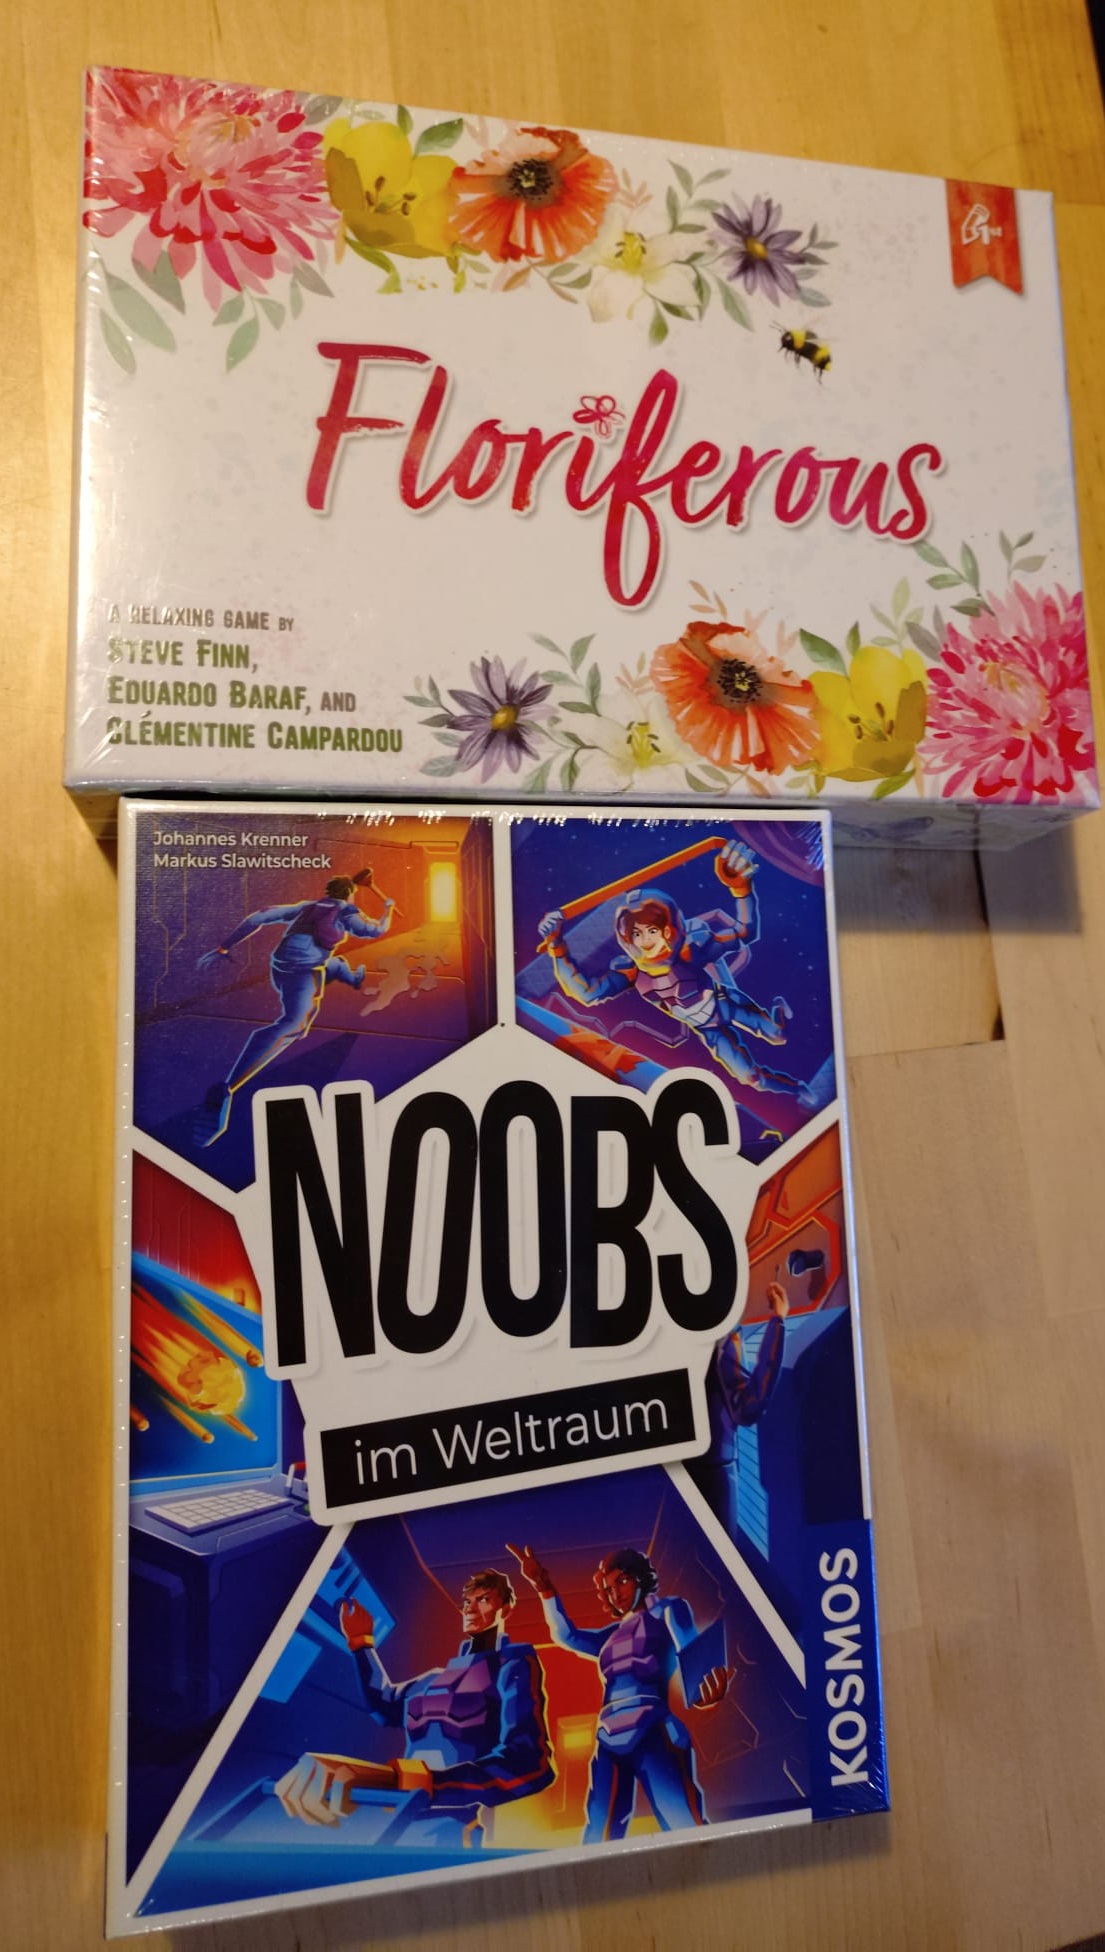 Floriferous
A RELAXING GAME BY
STEVE FINN,
EDUARDO BARAF, AND
CLÉMENTINE CAMPARDOU
Johannes Krenner
Markus Slawitscheck
NOOBS
im Weltraum
KOSMOS